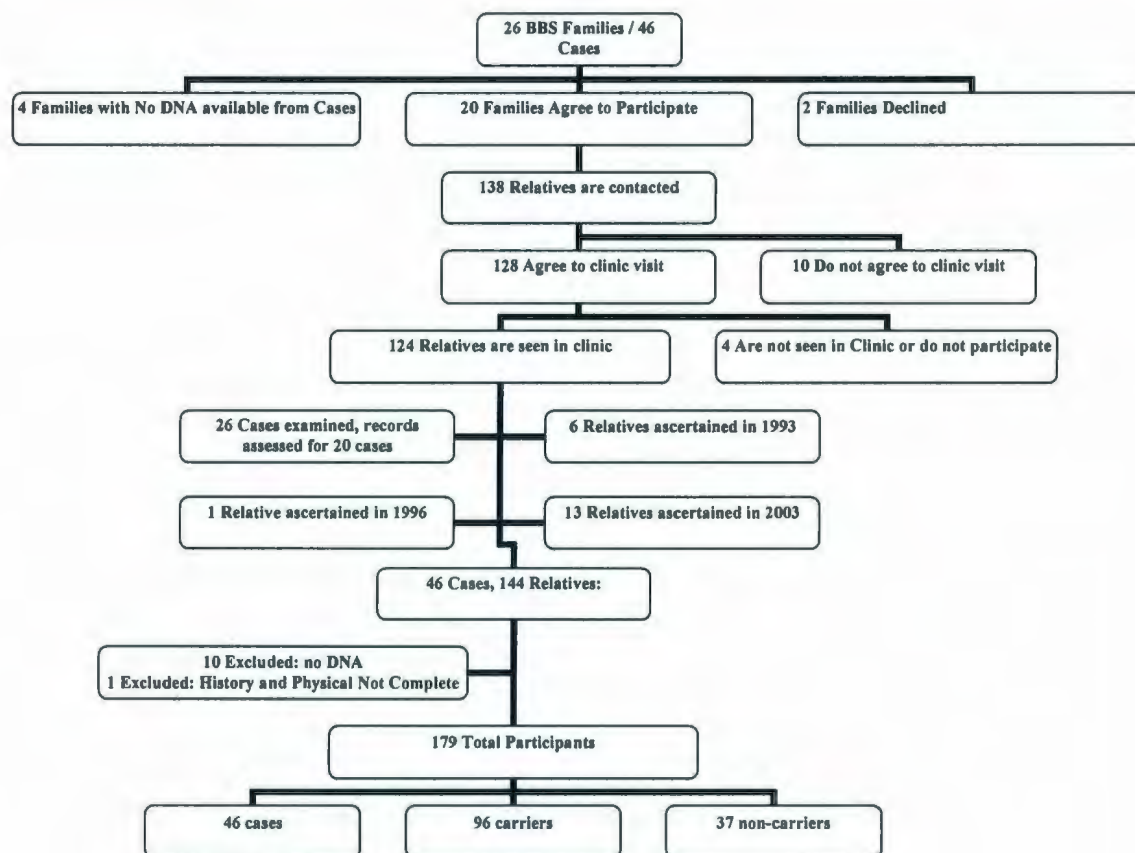 26 BBS Families / 46
Cases
4 Families with No DNA available from Cases
20 Families Agree to Participate
2 Families Declined
138 Relatives are contacted
128 Agree to clinic visit
10 Do not agree to clinic visit
124 Relatives are seen in clinic
4 Are not seen in Clinic or do not participate
26 Cases examined, records
assessed for 20 cases
6 Relatives ascertained in 1993
1 Relative ascertained in 1996
13 Relatives ascertained in 2003
46 Cases, 144 Relatives:
10 Excluded: no DNA
1 Excluded: History and Physical Not Complete
179 Total Participants
46 cases
96 carriers
37 non-carriers